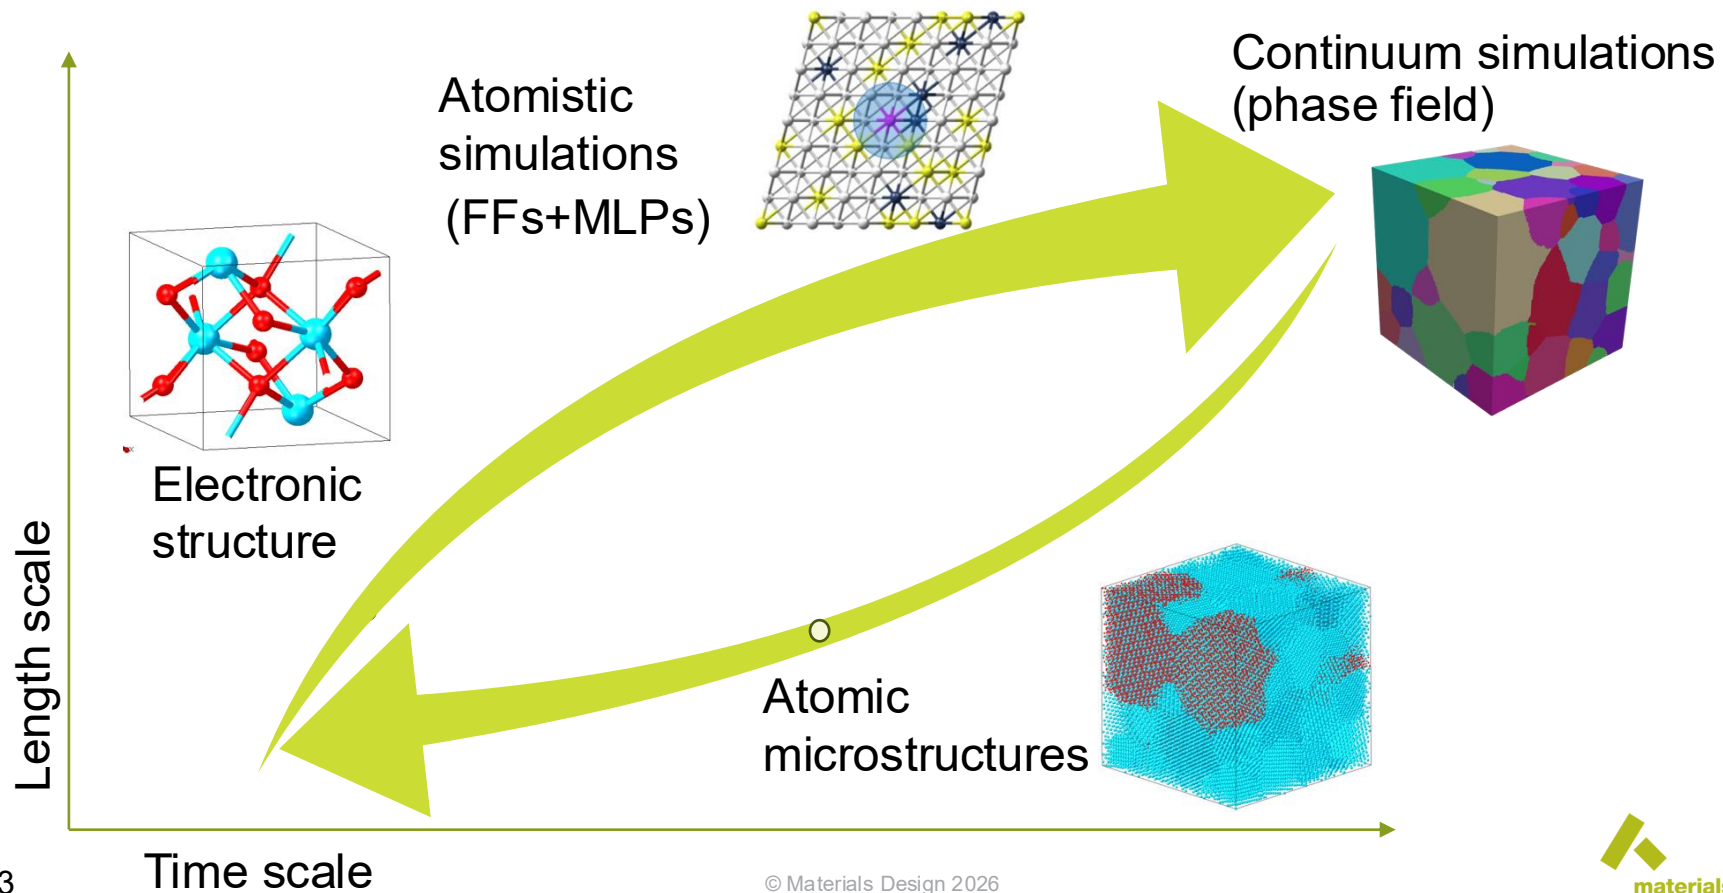 Atomistic
simulations
(FFs+MLPs)
Continuum simulations
(phase field)
Electronic
structure
Length scale
Atomic
microstructures
Time scale
3
© Materials Design 2026
materials